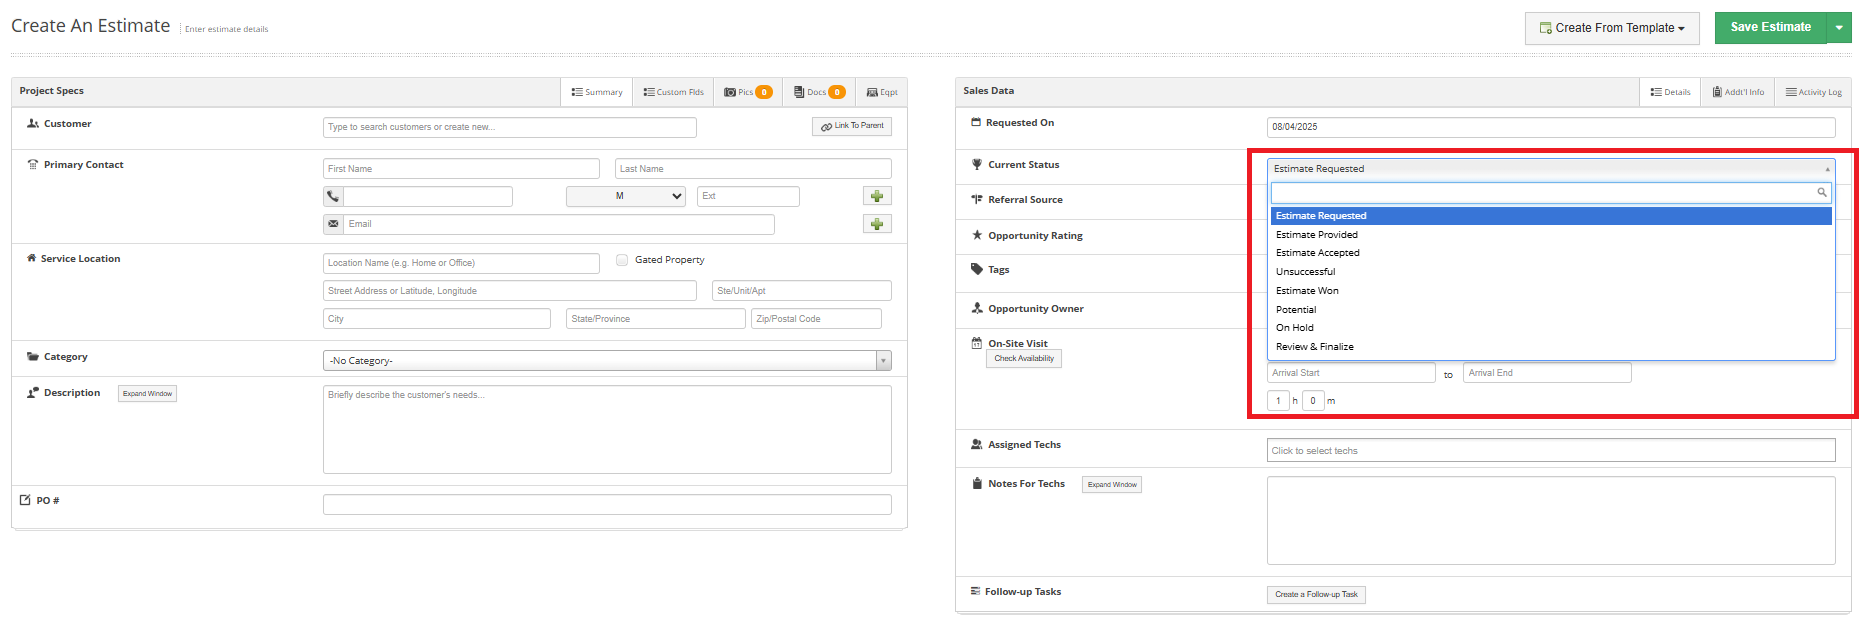 Create An Estimate
Enter estimate details
Create From Template
Save Estimate
Project Specs
Summary
Custom Flds
Pics 0
Docs 0
Eqpt
Customer
Type to search customers or create new...
Link To Parent
Primary Contact
First Name
Last Name
M
Ext
Email
Service Location
Location Name (e.g. Home or Office)
Gated Property
Street Address or Latitude, Longitude
Ste/Unit/Apt
City
State/Province
Zip/Postal Code
Category
-No Category-
Description
Expand Window
Briefly describe the customer's needs...
PO #
Sales Data
Details
Addt'l Info
Activity Log
Requested On
08/04/2025
Current Status
Estimate Requested
Estimate Requested
Estimate Provided
Estimate Accepted
Unsuccessful
Estimate Won
Potential
On Hold
Review & Finalize
Referral Source
Opportunity Rating
Tags
Opportunity Owner
On-Site Visit
Check Availability
Arrival Start
to
Arrival End
1 h 0 m
Assigned Techs
Click to select techs
Notes For Techs
Expand Window
Follow-up Tasks
Create a Follow-up Task